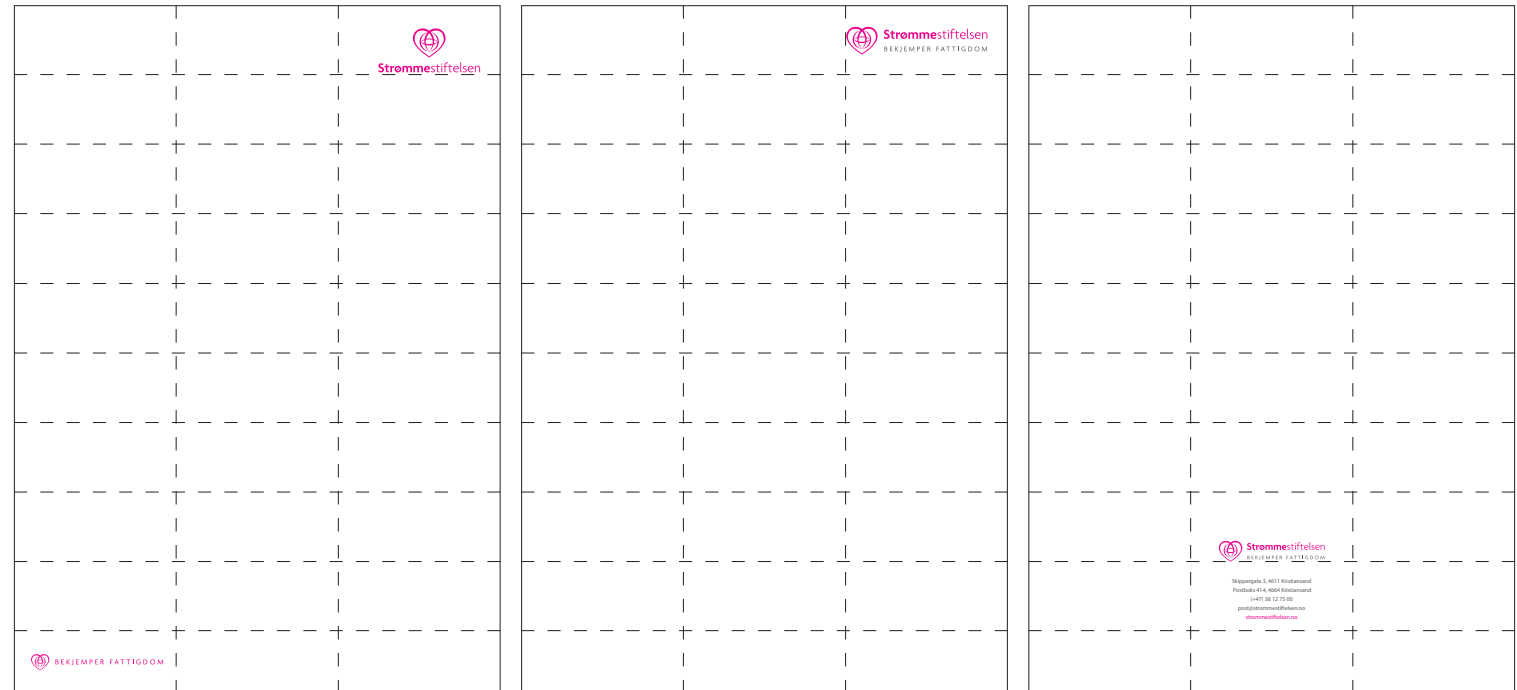 Strømmestiftelsen
BEKJEMPER FATTIGDOM
Strømmestiftelsen
BEKJEMPER FATTIGDOM
Strømmestiftelsen
BEKJEMPER FATTIGDOM
Skippergata 3, 4611 Kristiansand
Postboks 414, 4664 Kristiansand
(+47) 38 12 75 00
post@strommestiftelsen.no
strommestiftelsen.no